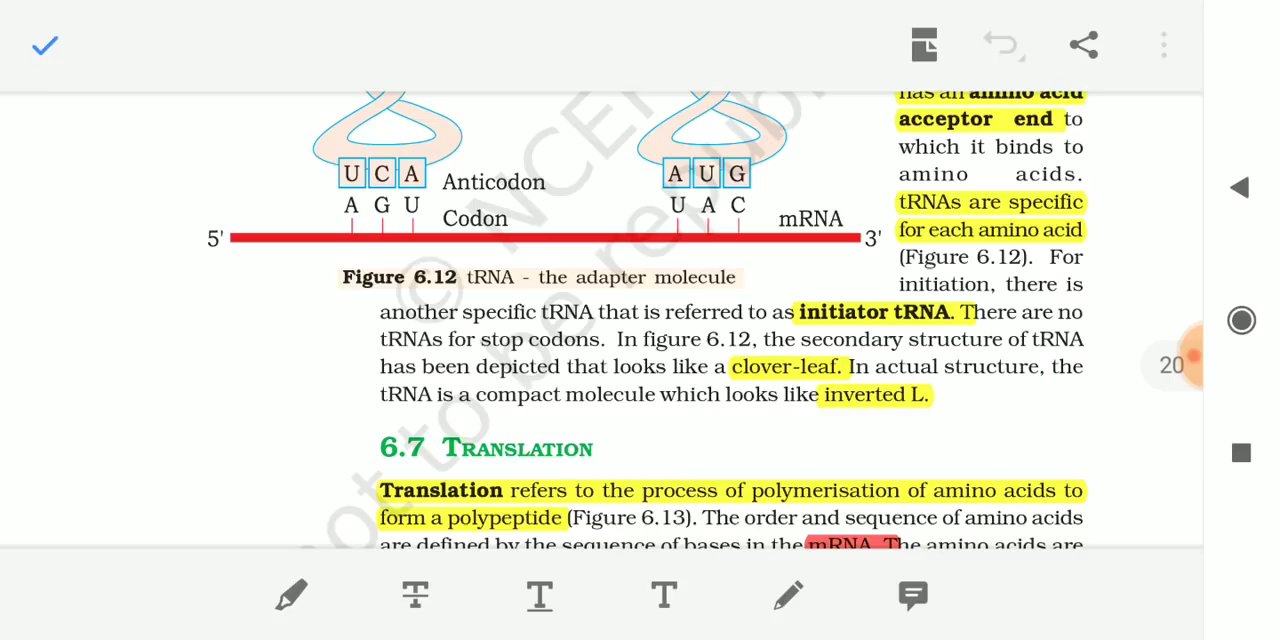 has an amino acid
acceptor end to
which it binds to
amino acids.
tRNAs are specific
for each amino acid
(Figure 6.12). For
initiation, there is
U C A
Anticodon
A U G
A G U
Codon
U A C
mRNA
5'
3'
Figure 6.12 tRNA - the adapter molecule
another specific tRNA that is referred to as initiator tRNA. There are no
tRNAs for stop codons. In figure 6.12, the secondary structure of tRNA
has been depicted that looks like a clover-leaf. In actual structure, the
tRNA is a compact molecule which looks like inverted L.
6.7 TRANSLATION
Translation refers to the process of polymerisation of amino acids to
form a polypeptide (Figure 6.13). The order and sequence of amino acids
are defined by the sequence of bases in the mRNA. The amino acids are
20
© NCE
not to be republi
T
T
T